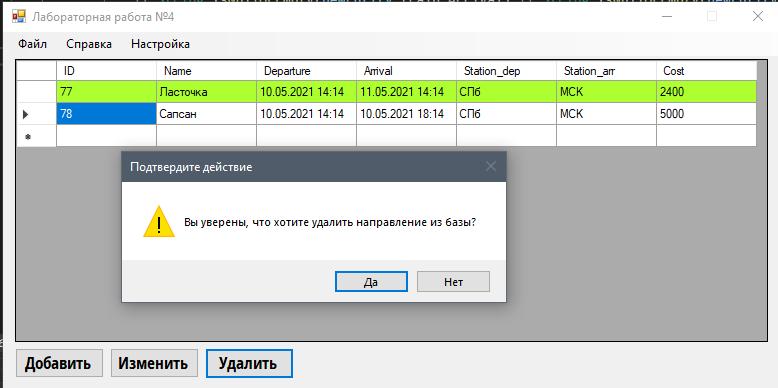 Лабораторная работа №4
Файл Справка Настройка
ID Name Departure Arrival Station_dep Station_arr Cost
77 Ласточка 10.05.2021 14:14 11.05.2021 14:14 СПб МСК 2400
78 Сапсан 10.05.2021 14:14 10.05.2021 18:14 СПб МСК 5000
Подтвердите действие
Вы уверены, что хотите удалить направление из базы?
Да Нет
Добавить Изменить Удалить